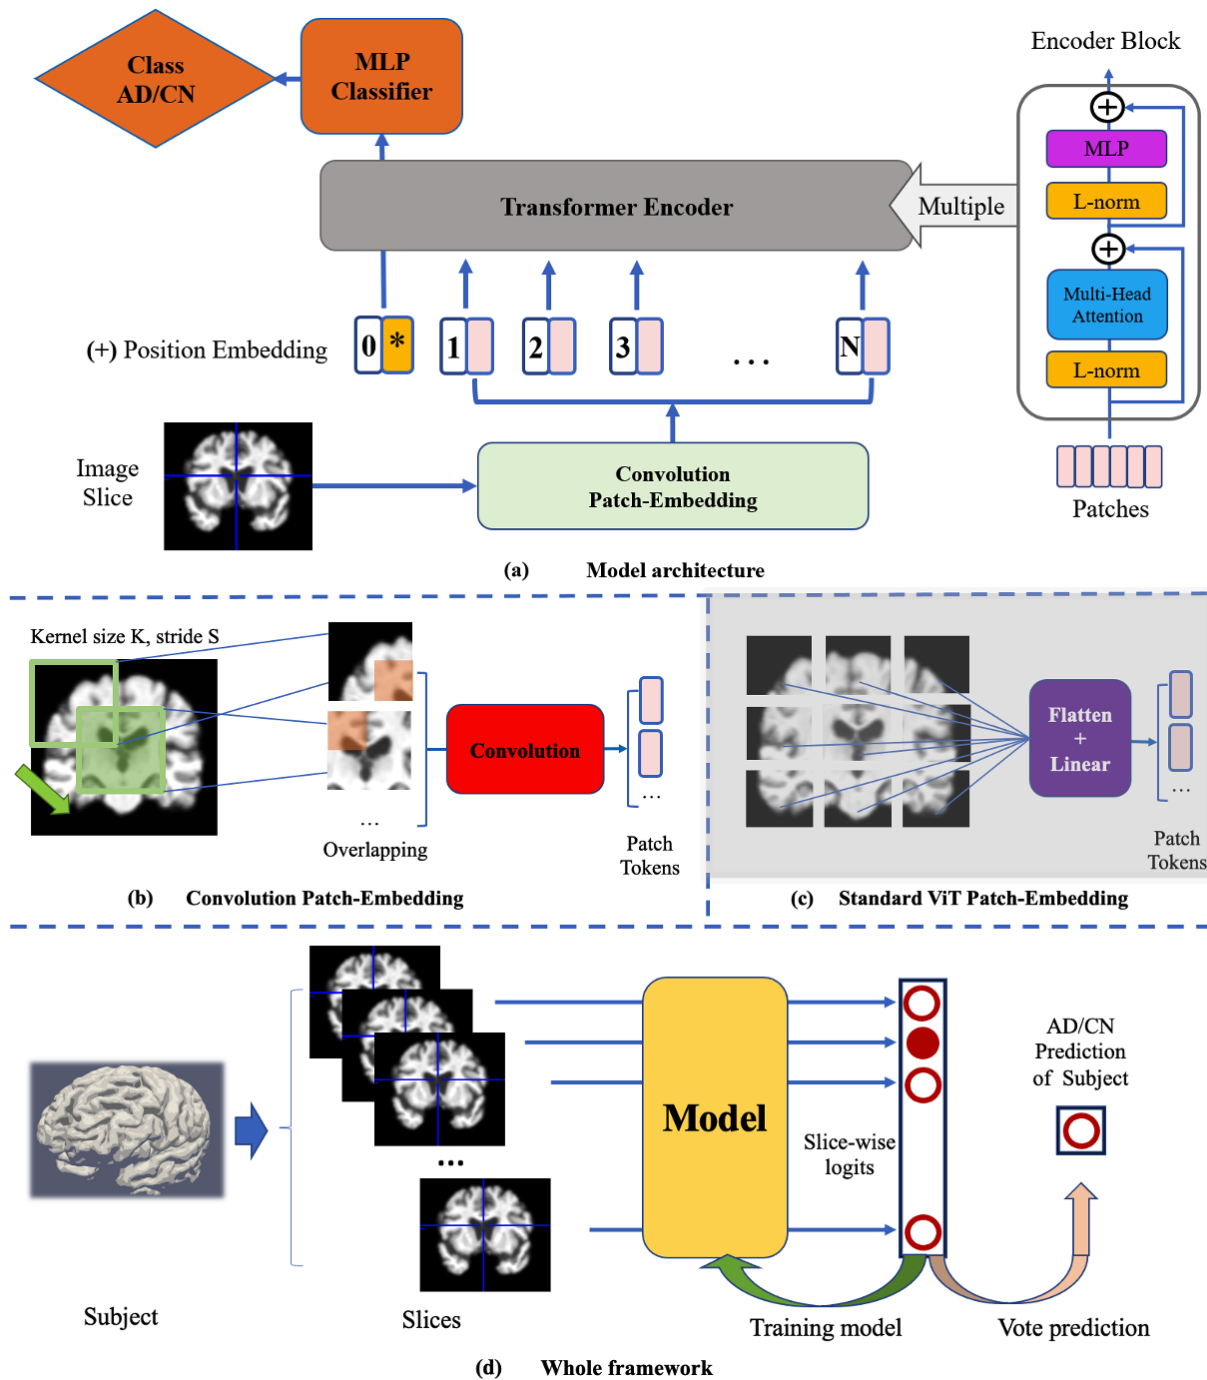 Class
AD/CN
MLP
Classifier
Encoder Block
MLP
L-norm
Multi-Head
Attention
L-norm
Patches
Transformer Encoder
Multiple
(+) Position Embedding
0 * 1 2 3 ... N
Image
Slice
Convolution
Patch-Embedding
(a) Model architecture
Kernel size K, stride S
...
Overlapping
Convolution
...
Patch
Tokens
(b) Convolution Patch-Embedding
Flatten
+
Linear
...
Patch
Tokens
(c) Standard ViT Patch-Embedding
Subject
...
Slices
Model
Slice-wise
logits
AD/CN
Prediction
of Subject
Training model
Vote prediction
(d) Whole framework